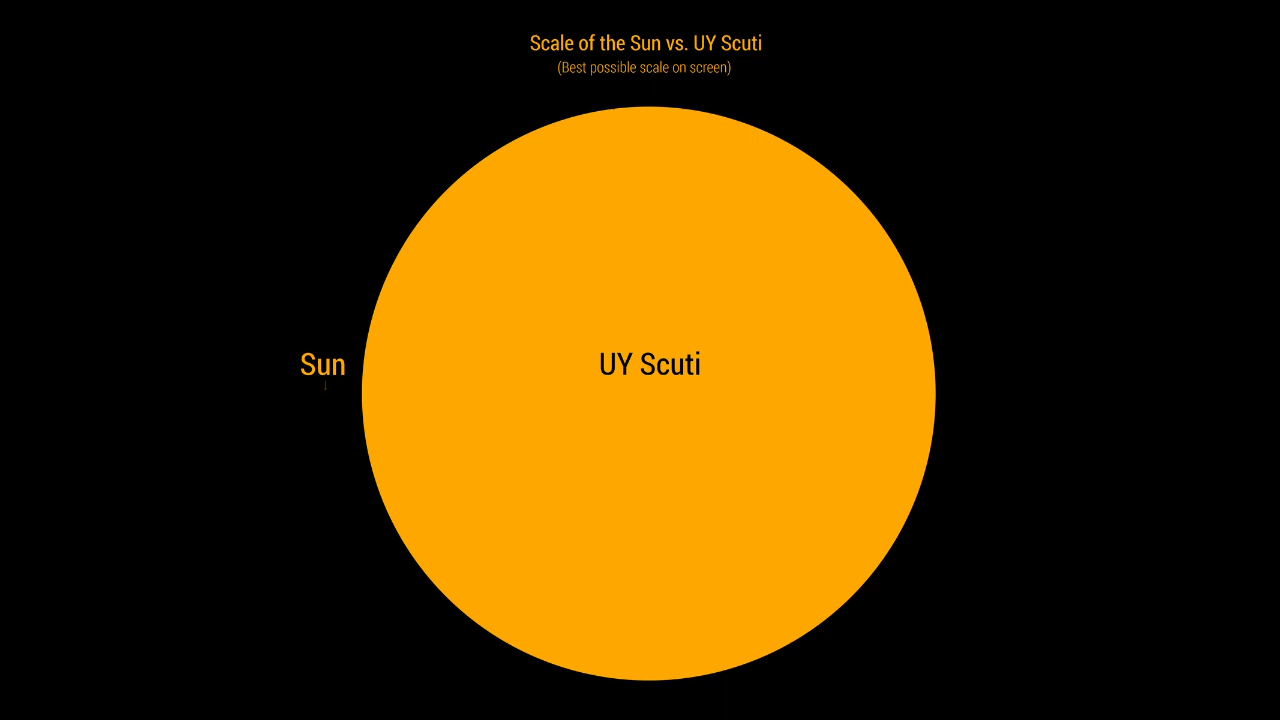 Scale of the Sun vs. UY Scuti
(Best possible scale on screen)
Sun
UY Scuti